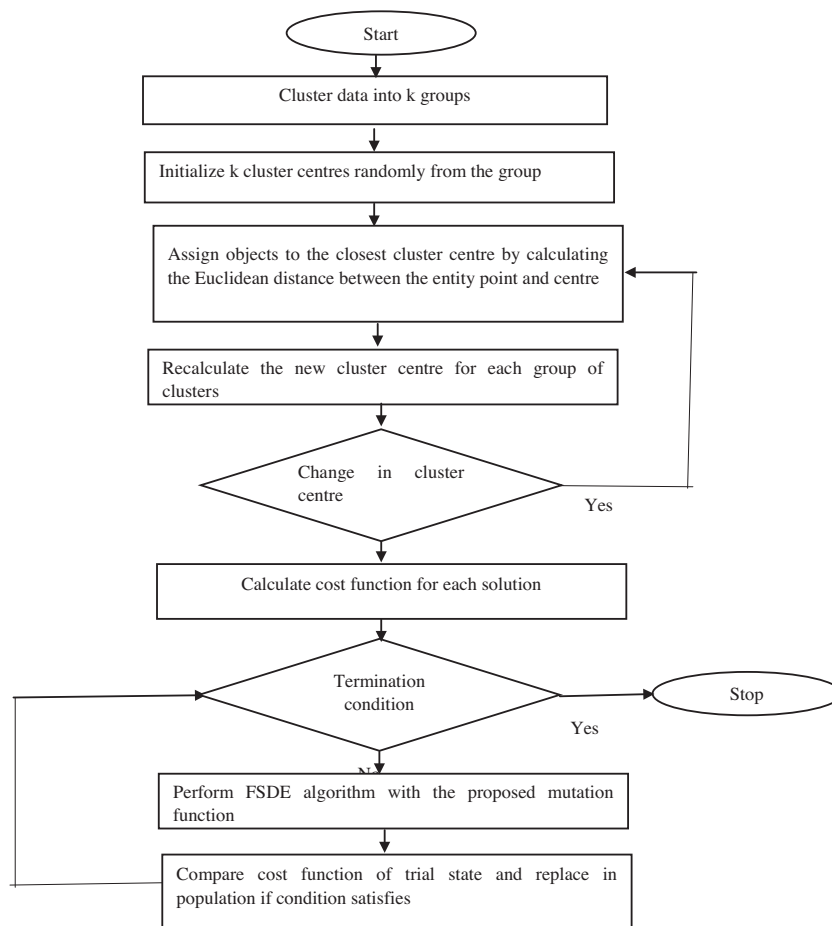 Start
Cluster data into k groups
Initialize k cluster centres randomly from the group
Assign objects to the closest cluster centre by calculating
the Euclidean distance between the entity point and centre
Recalculate the new cluster centre for each group of
clusters
Change in cluster
centre
Yes
Calculate cost function for each solution
Termination
condition
Stop
Yes
No
Perform FSDE algorithm with the proposed mutation
function
Compare cost function of trial state and replace in
population if condition satisfies